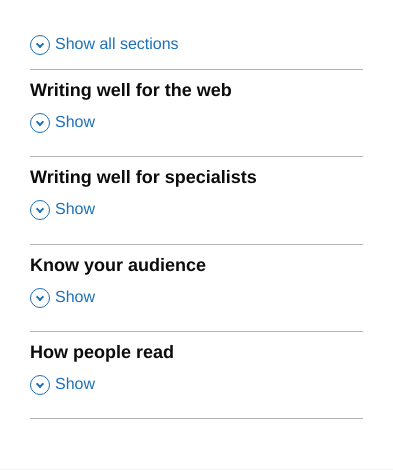 Show all sections
Writing well for the web
Show
Writing well for specialists
Show
Know your audience
Show
How people read
Show